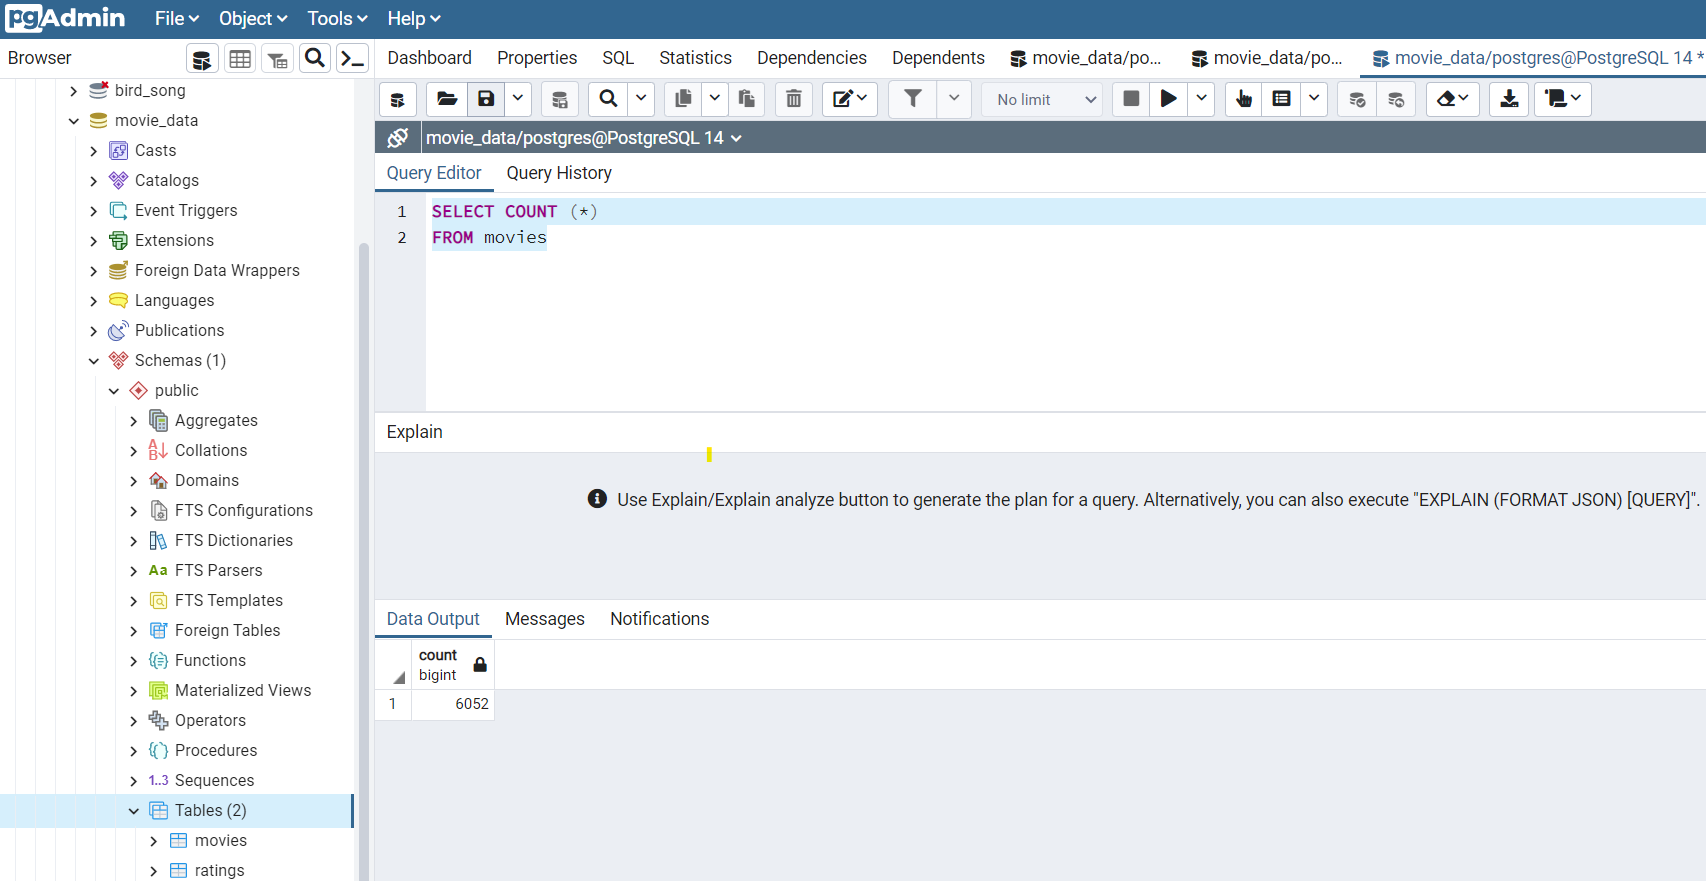 pgAdmin File Object Tools Help
Browser
Dashboard Properties SQL Statistics Dependencies Dependents movie_data/po... movie_data/po... movie_data/postgres@PostgreSQL 14 *
No limit
movie_data/postgres@PostgreSQL 14
Query Editor Query History
1 SELECT COUNT (*)
2 FROM movies
Explain
Use Explain/Explain analyze button to generate the plan for a query. Alternatively, you can also execute "EXPLAIN (FORMAT JSON) [QUERY]".
Data Output Messages Notifications
count
bigint
1 6052
bird_song
movie_data
Casts
Catalogs
Event Triggers
Extensions
Foreign Data Wrappers
Languages
Publications
Schemas (1)
public
Aggregates
Collations
Domains
FTS Configurations
FTS Dictionaries
Aa FTS Parsers
FTS Templates
Foreign Tables
Functions
Materialized Views
Operators
Procedures
1..3 Sequences
Tables (2)
movies
ratings